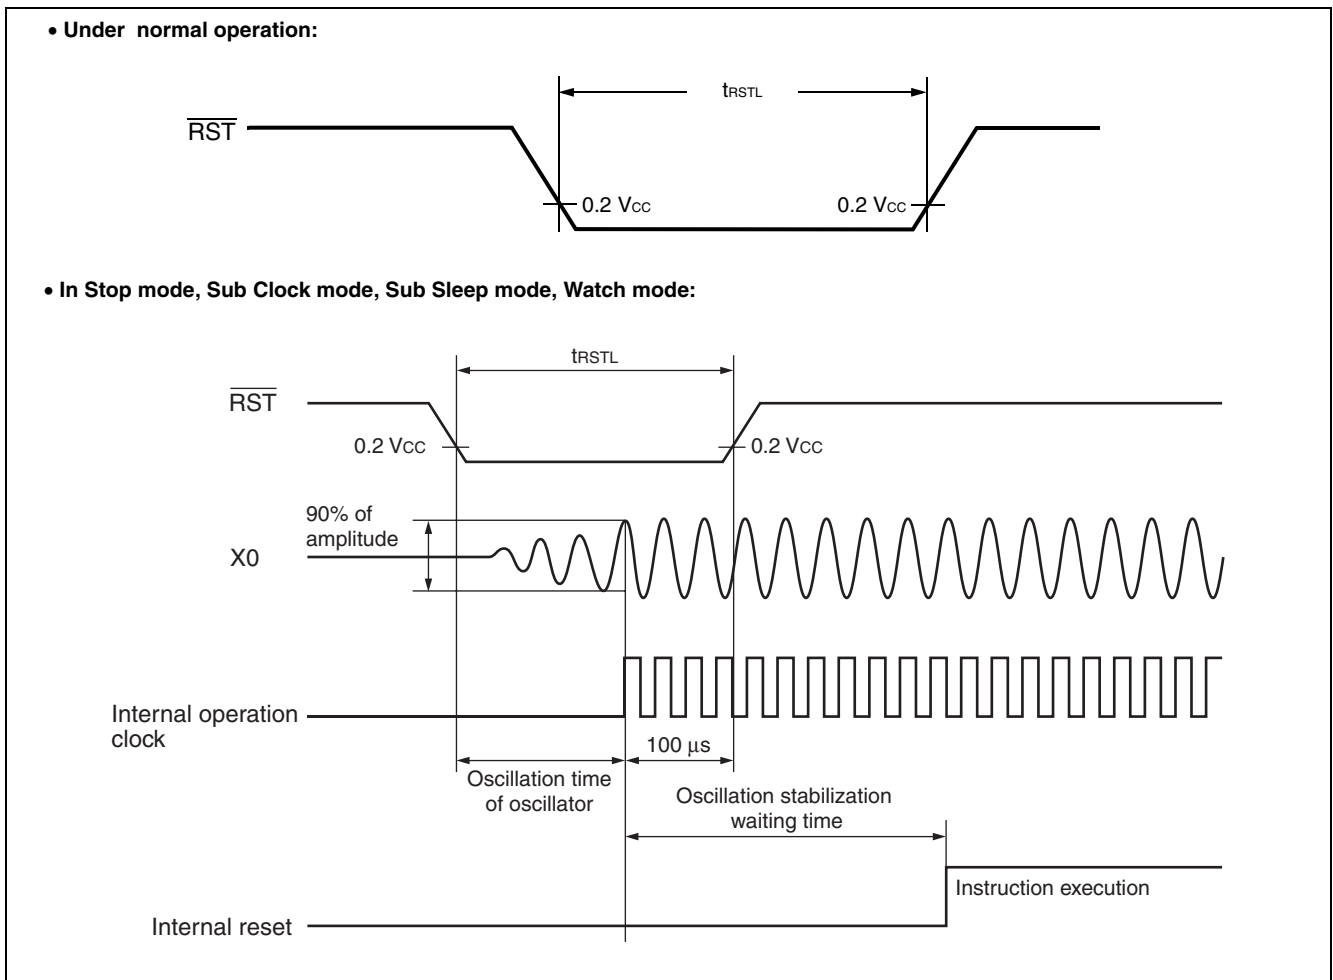 • Under normal operation:
tRSTL
RST
0.2 VCC
0.2 VCC
• In Stop mode, Sub Clock mode, Sub Sleep mode, Watch mode:
tRSTL
RST
0.2 VCC
0.2 VCC
90% of
amplitude
X0
Internal operation
clock
100 μs
Oscillation time
of oscillator
Oscillation stabilization
waiting time
Instruction execution
Internal reset